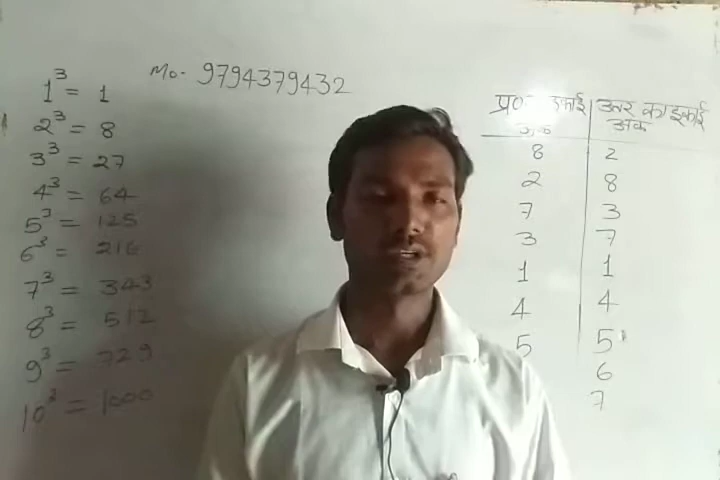 Mo. 9794379432
1³ = 1
2³ = 8
3³ = 27
4³ = 64
5³ = 125
6³ = 216
7³ = 343
8³ = 512
9³ = 729
10³ = 1000
प्र० इकाई | उत्तर का इकाई
अंक | अंक
8 | 2
2 | 8
7 | 3
3 | 7
1 | 1
4 | 4
5 | 5
6
7